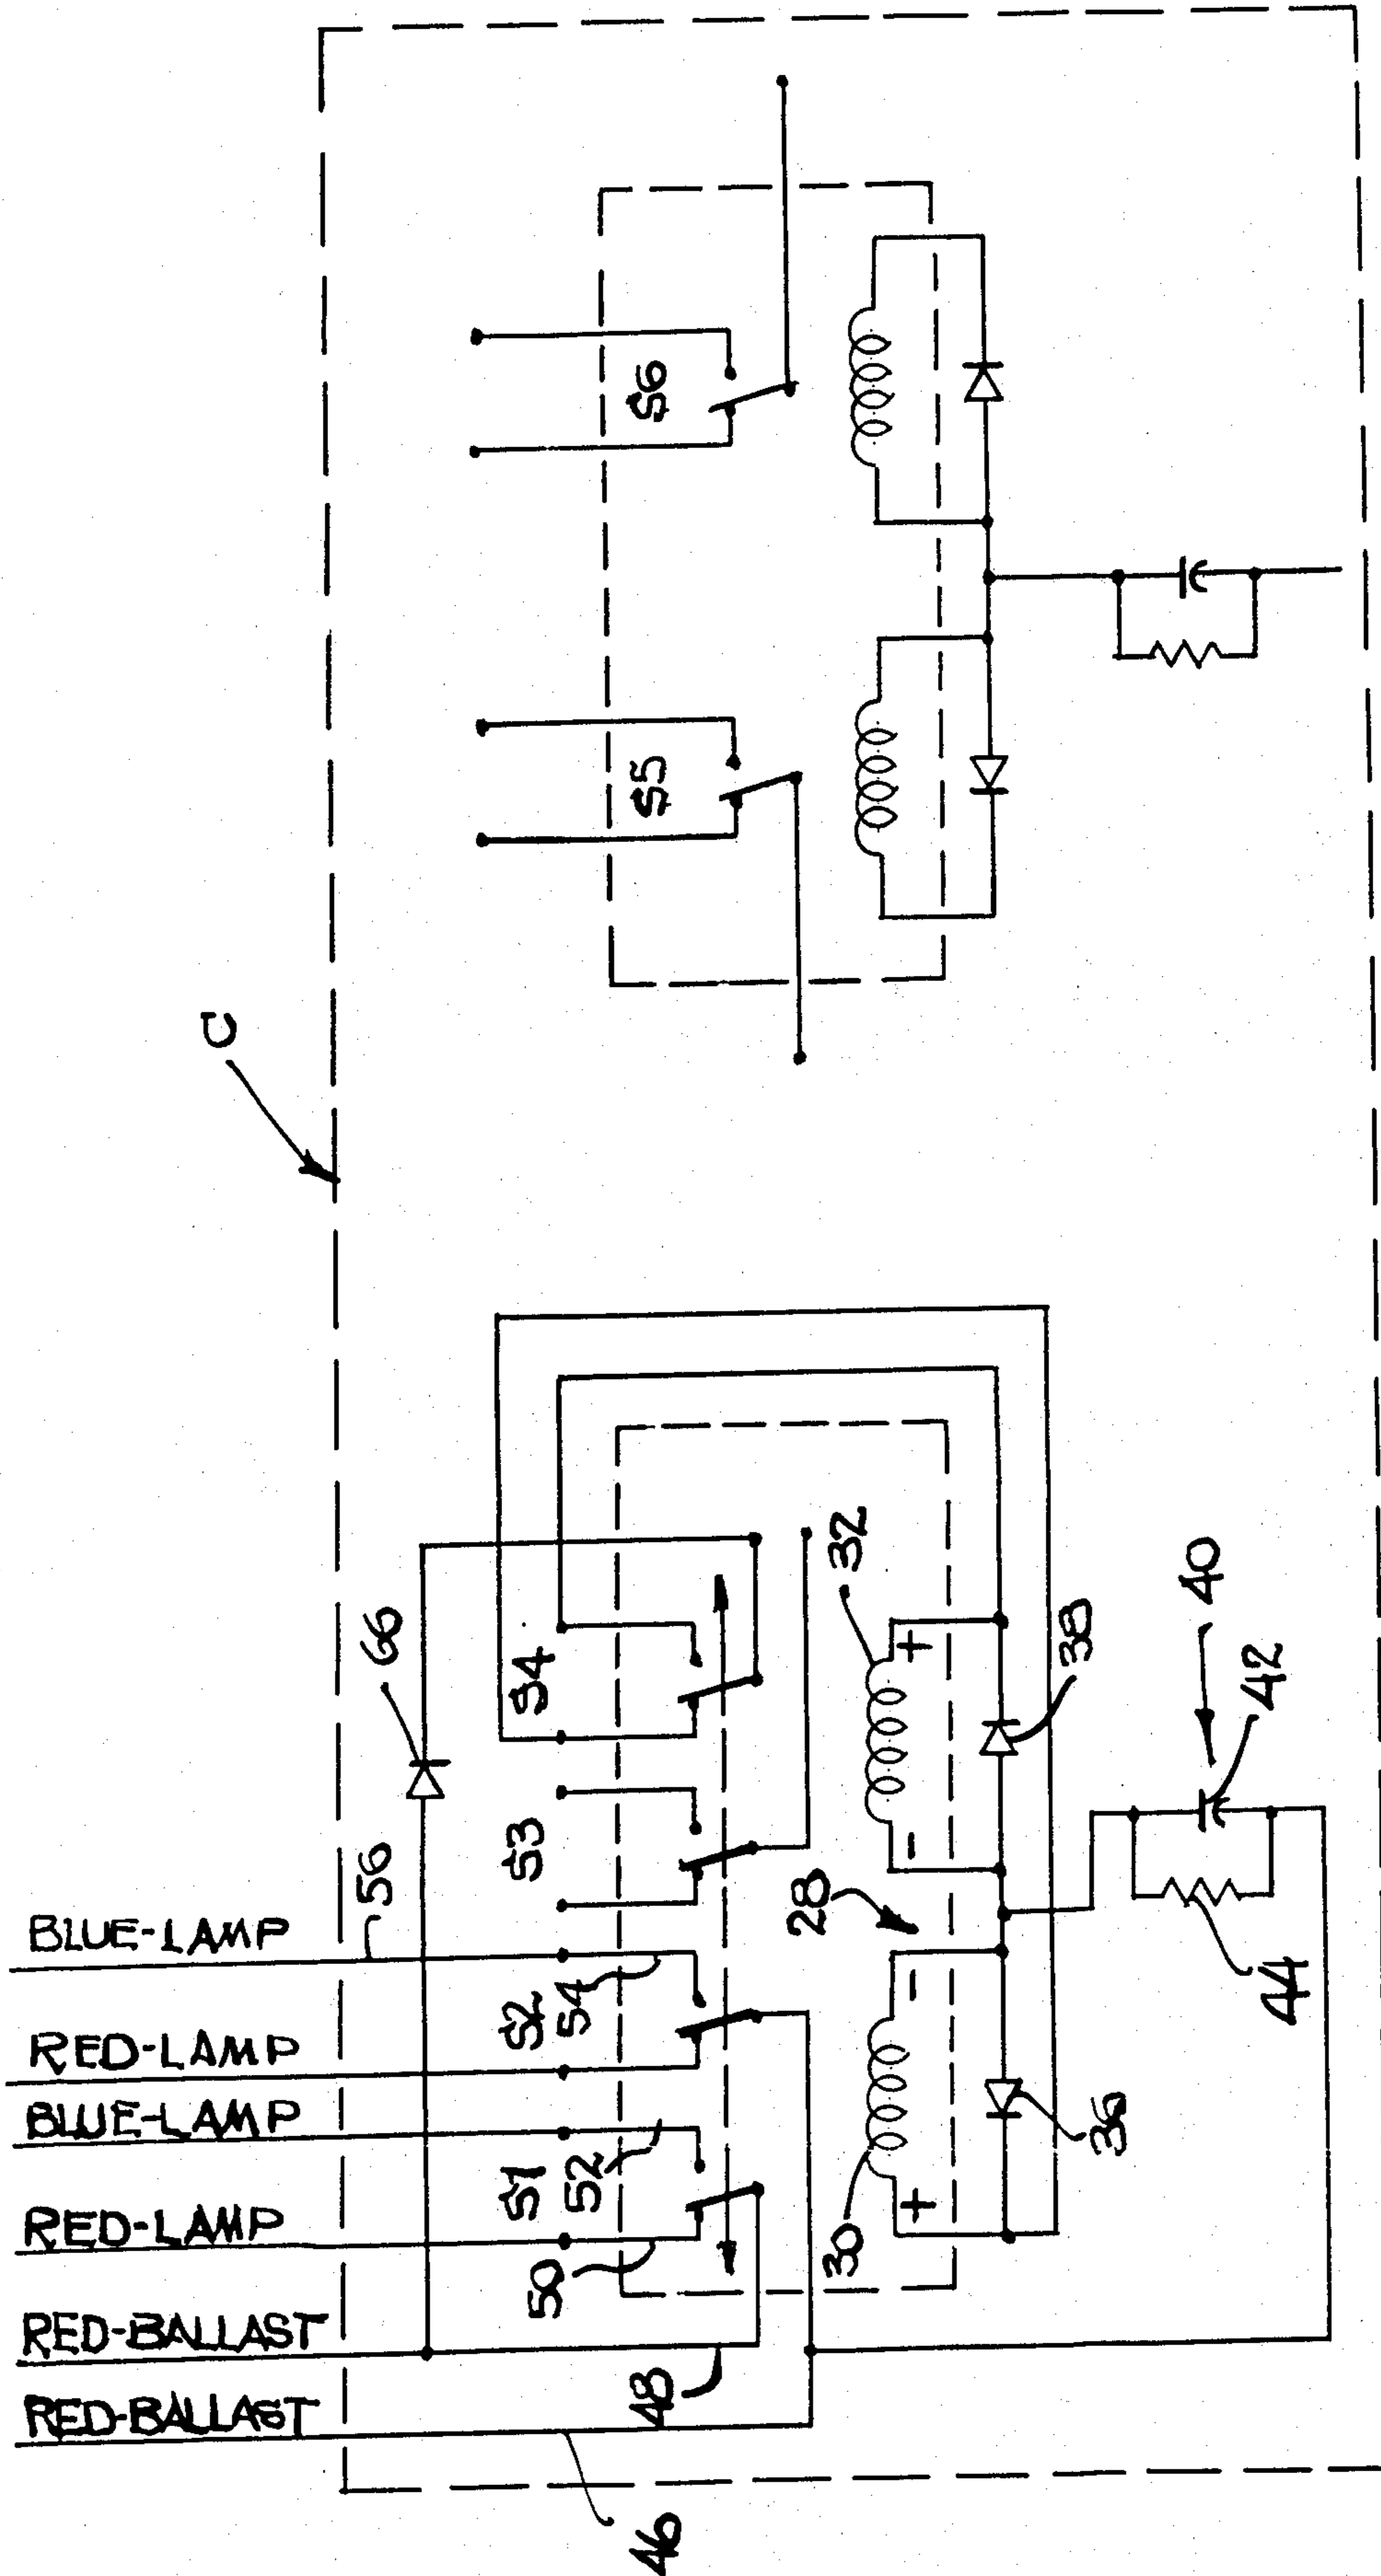 C
S6
S5
66
56
BLUE-LAMP
RED-LAMP
BLUE-LAMP
RED-LAMP
RED-BALLAST
RED-BALLAST
S4
S3
S2
54
S1
52
50
48
46
32
28
30
38
36
40
42
44
+
-
-
+